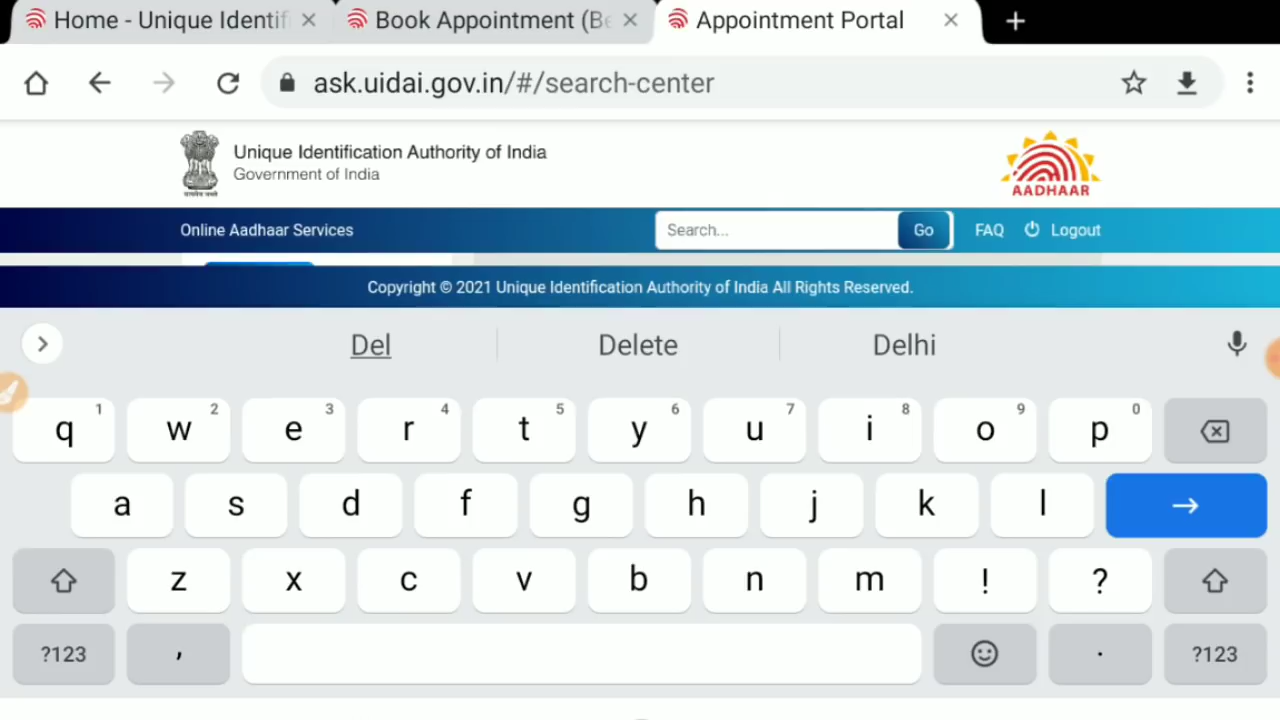 Home - Unique Identifi
Book Appointment (Be
Appointment Portal
ask.uidai.gov.in/#/search-center
Unique Identification Authority of India
Government of India
AADHAAR
Online Aadhaar Services
Search...
Go
FAQ
Logout
Copyright © 2021 Unique Identification Authority of India All Rights Reserved.
Del
Delete
Delhi
1 2 3 4 5 6 7 8 9 0
q w e r t y u i o p
a s d f g h j k l
z x c v b n m ! ?
?123 , . ?123